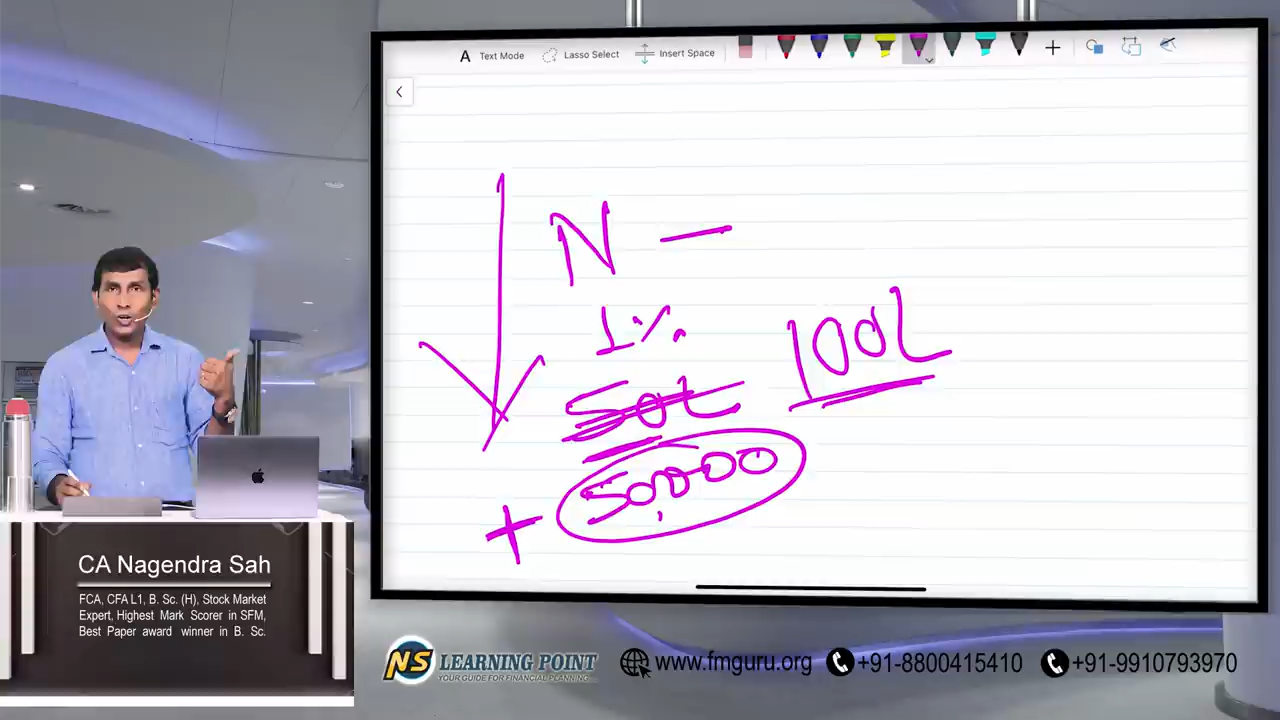 Text Mode
Lasso Select
Insert Space
N —
1%
50L
100L
50,000
+
CA Nagendra Sah
FCA, CFA L1, B. Sc. (H), Stock Market
Expert, Highest Mark Scorer in SFM,
Best Paper award winner in B. Sc.
NS LEARNING POINT
YOUR GUIDE FOR FINANCIAL PLANNING...
www.fmguru.org
+91-8800415410
+91-9910793970